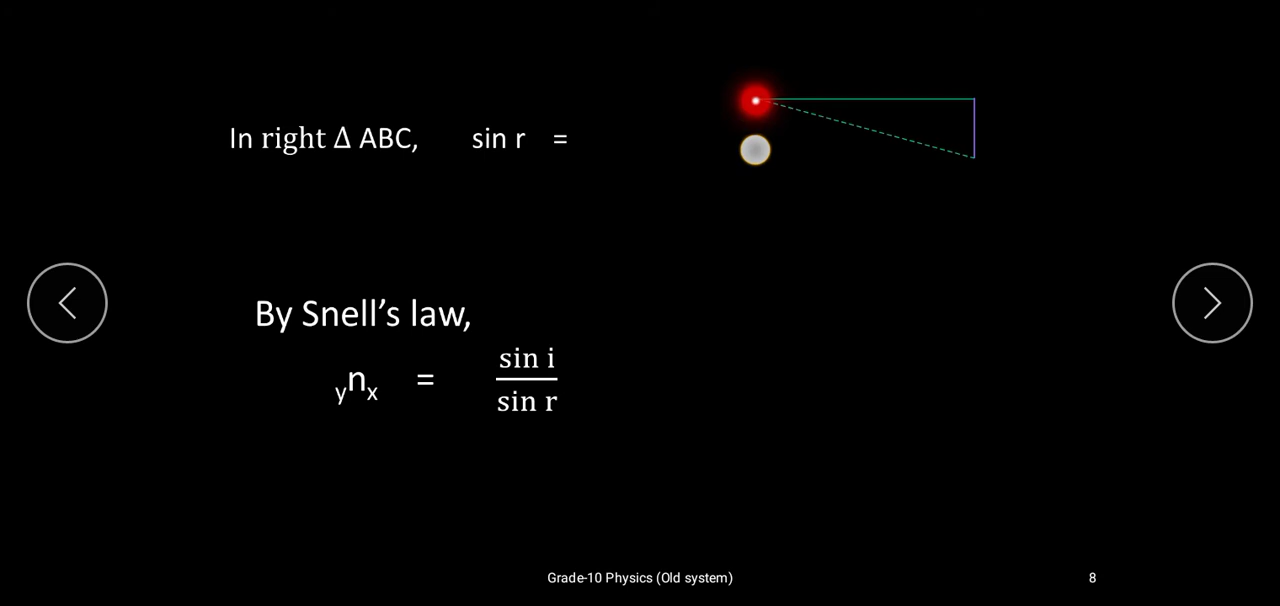 In right Δ ABC, sin r =
By Snell’s law,
ynx = sin i / sin r
Grade-10 Physics (Old system) 8